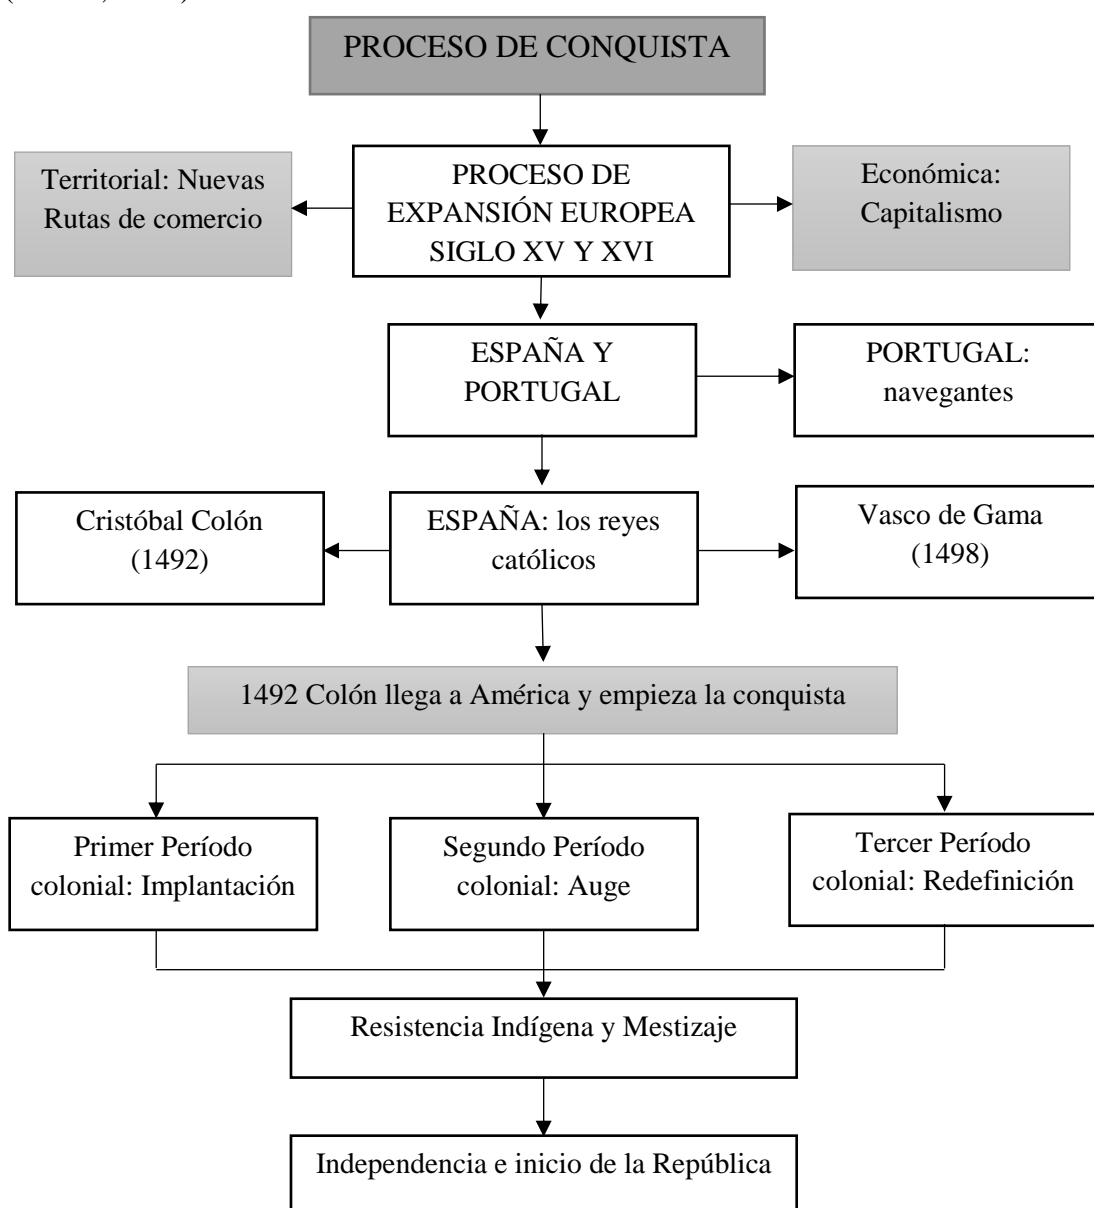 PROCESO DE CONQUISTA
Territorial: Nuevas
Rutas de comercio
PROCESO DE
EXPANSIÓN EUROPEA
SIGLO XV Y XVI
Económica:
Capitalismo
ESPAÑA Y
PORTUGAL
PORTUGAL:
navegantes
Cristóbal Colón
(1492)
ESPAÑA: los reyes
católicos
Vasco de Gama
(1498)
1492 Colón llega a América y empieza la conquista
Primer Período
colonial: Implantación
Segundo Período
colonial: Auge
Tercer Período
colonial: Redefinición
Resistencia Indígena y Mestizaje
Independencia e inicio de la República